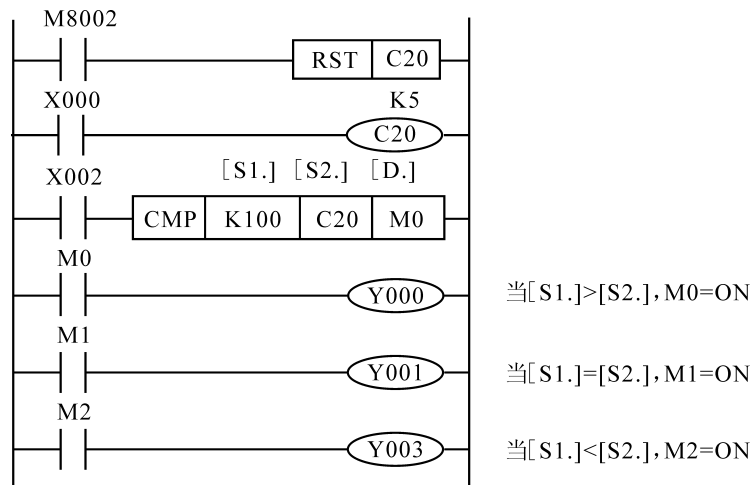 M8002
RST C20
X000 K5
C20
[S1.] [S2.] [D.]
X002
CMP K100 C20 M0
M0
Y000 当[S1.]>[S2.],M0=ON
M1
Y001 当[S1.]=[S2.],M1=ON
M2
Y003 当[S1.]<[S2.],M2=ON